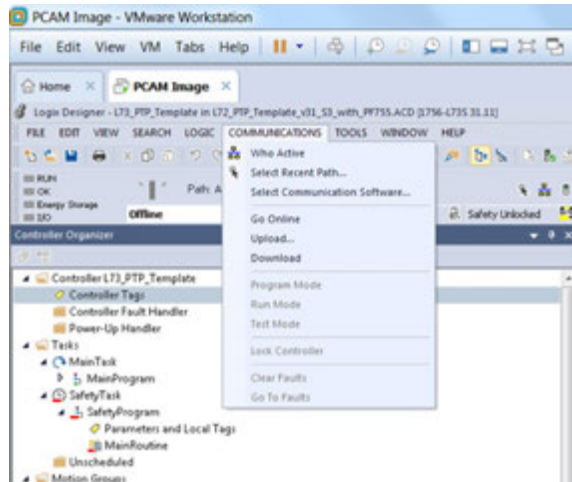 PCAM Image - VMware Workstation
File Edit View VM Tabs Help
Home PCAM Image
Logix Designer - L73_PTP_Template in L72_PTP_Template_v31_S3_with_PF755.ACD [1756-L73S 31.11]
FILE EDIT VIEW SEARCH LOGIC COMMUNICATIONS TOOLS WINDOW HELP
Who Active
RUN
Select Recent Path...
OK
Path: A
Select Communication Software...
Energy Storage
I/O
Offline
Go Online
Safety Unlocked
Controller Organizer
Upload...
Download
Controller L73_PTP_Template
Program Mode
Controller Tags
Run Mode
Controller Fault Handler
Test Mode
Power-Up Handler
Tasks
Lock Controller
MainTask
MainProgram
Clear Faults
SafetyTask
Go To Faults
SafetyProgram
Parameters and Local Tags
MainRoutine
Unscheduled
Motion Groups